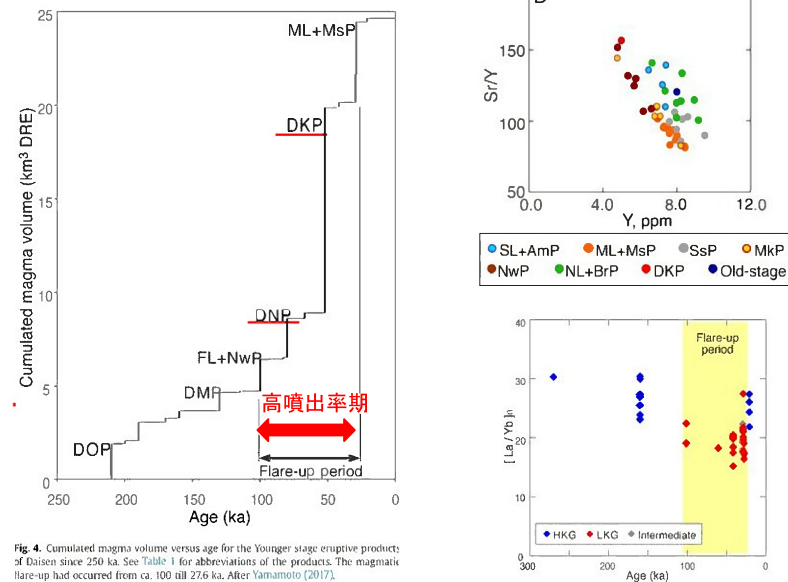 25
20
15
10
5
0
Cumulated magma volume (km³ DRE)
ML+MsP
DKP
DNP
FL+NwP
DMP
DOP
高噴出率期
Flare-up period
250 200 150 100 50 0
Age (ka)
Fig. 4. Cumulated magma volume versus age for the Younger stage eruptive products
of Daisen since 250 ka. See Table 1 for abbreviations of the products. The magmatic
flare-up had occurred from ca. 100 till 27.6 ka. After Yamamoto (2017).
150
100
50
Sr/Y
0.0 4.0 8.0 12.0
Y, ppm
SL+AmP ML+MsP SsP MkP
NwP NL+BrP DKP Old-stage
40
30
20
10
0
[ La / Yb ]n
Flare-up
period
HKG LKG Intermediate
300 200 100 0
Age (ka)